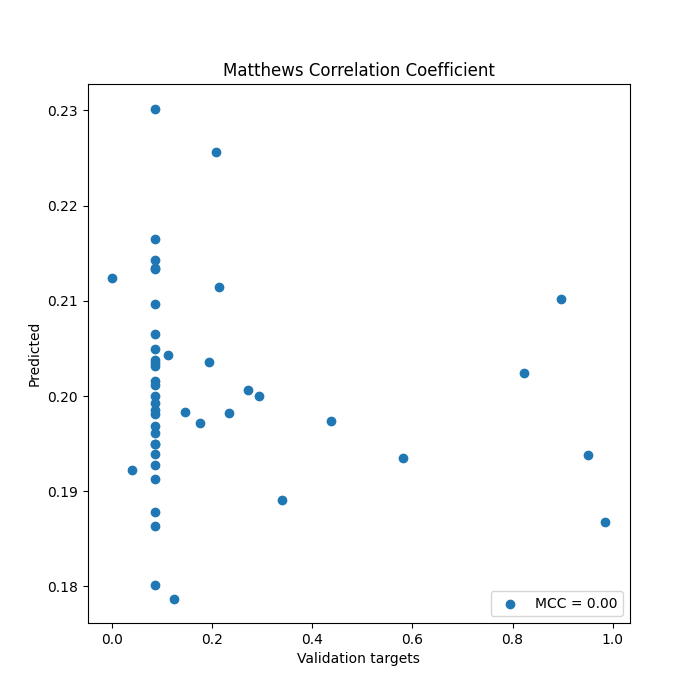 Matthews Correlation Coefficient
0.23
0.22
0.21
0.20
0.19
0.18
Predicted
MCC = 0.00
0.0 0.2 0.4 0.6 0.8 1.0
Validation targets